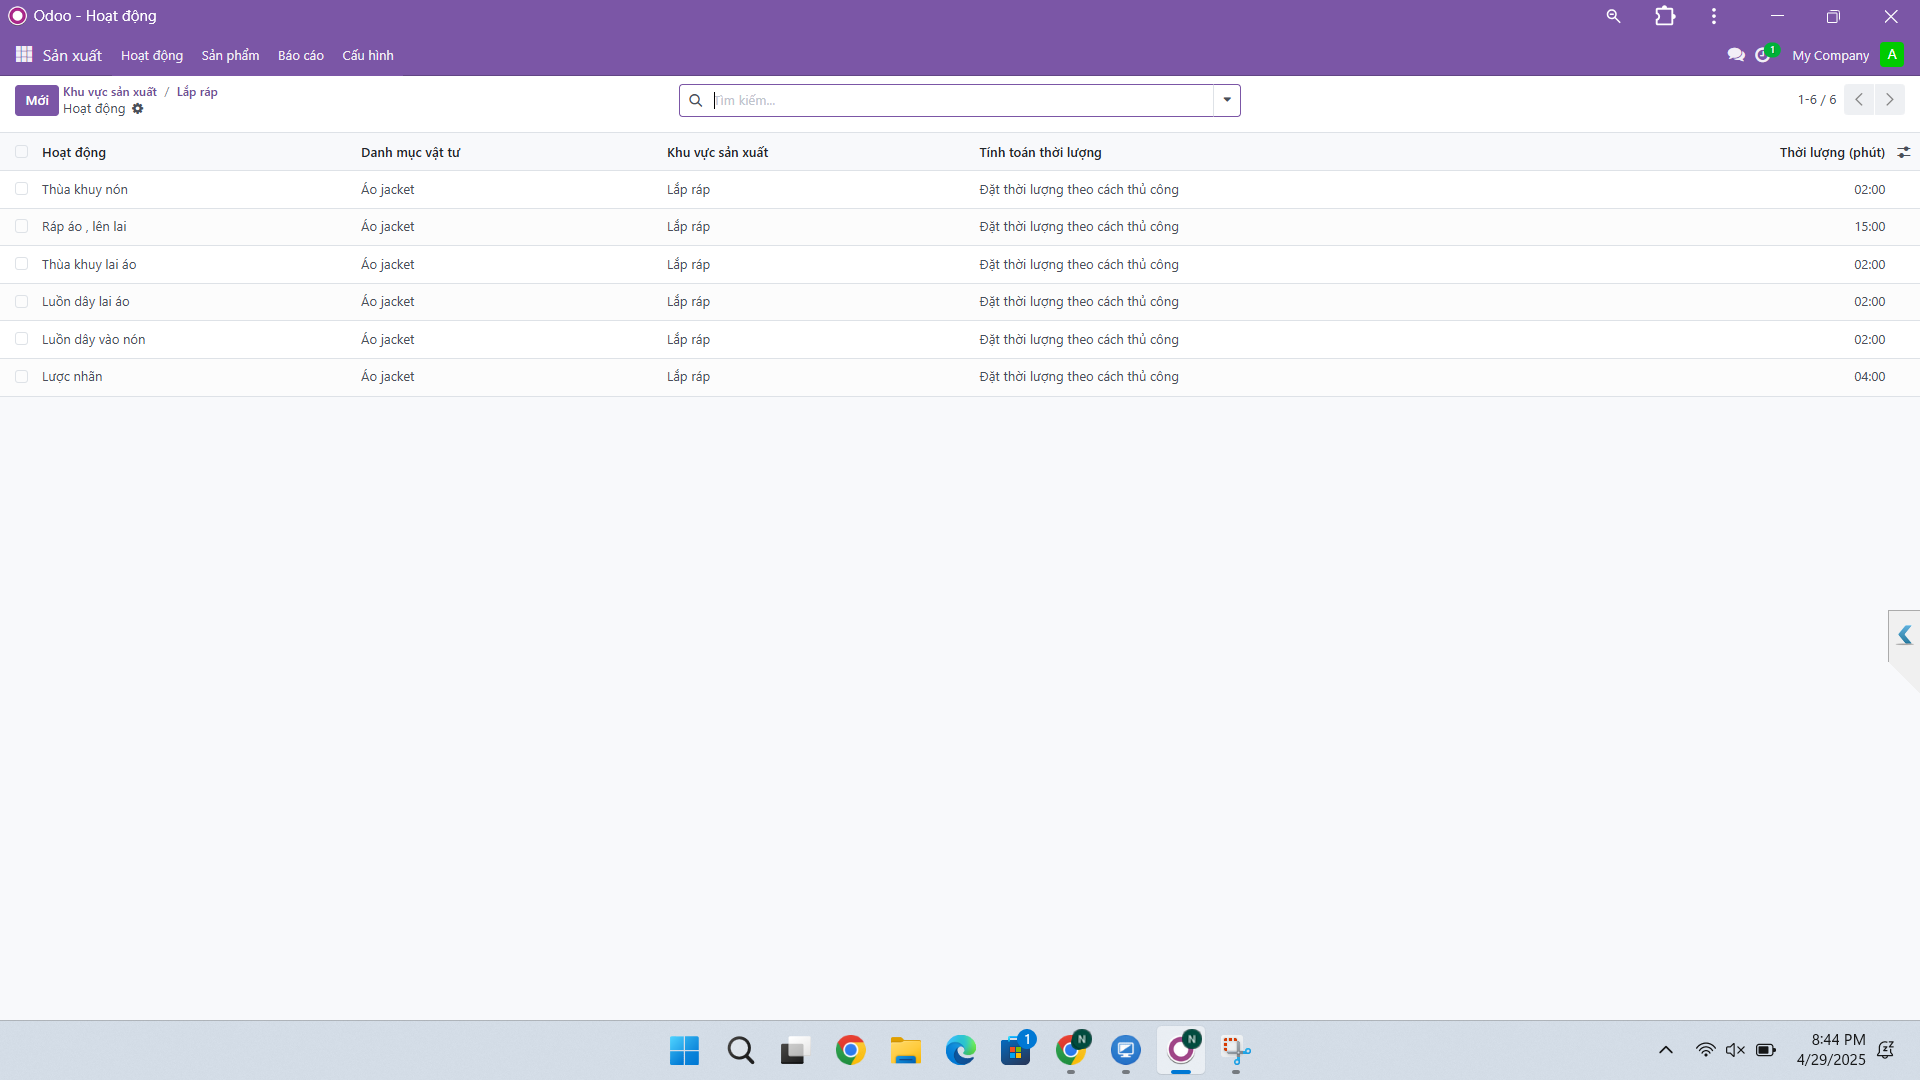 Odoo - Hoạt động
Sản xuất Hoạt động Sản phẩm Báo cáo Cấu hình 1 My Company A
Mới Khu vực sản xuất / Lắp ráp
Hoạt động
Tìm kiếm...
1-6 / 6
Hoạt động Danh mục vật tư Khu vực sản xuất Tính toán thời lượng Thời lượng (phút)
Thùa khuy nón Áo jacket Lắp ráp Đặt thời lượng theo cách thủ công 02:00
Ráp áo , lên lai Áo jacket Lắp ráp Đặt thời lượng theo cách thủ công 15:00
Thùa khuy lai áo Áo jacket Lắp ráp Đặt thời lượng theo cách thủ công 02:00
Luồn dây lai áo Áo jacket Lắp ráp Đặt thời lượng theo cách thủ công 02:00
Luồn dây vào nón Áo jacket Lắp ráp Đặt thời lượng theo cách thủ công 02:00
Lược nhãn Áo jacket Lắp ráp Đặt thời lượng theo cách thủ công 04:00
1 N N
8:44 PM
4/29/2025